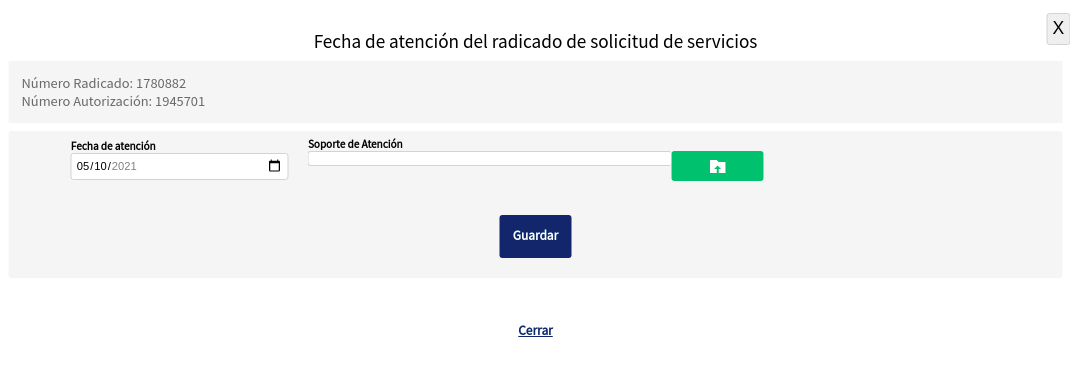 X
Fecha de atención del radicado de solicitud de servicios
Número Radicado: 1780882
Número Autorización: 1945701
Fecha de atención
Soporte de Atención
05/10/2021
Guardar
Cerrar